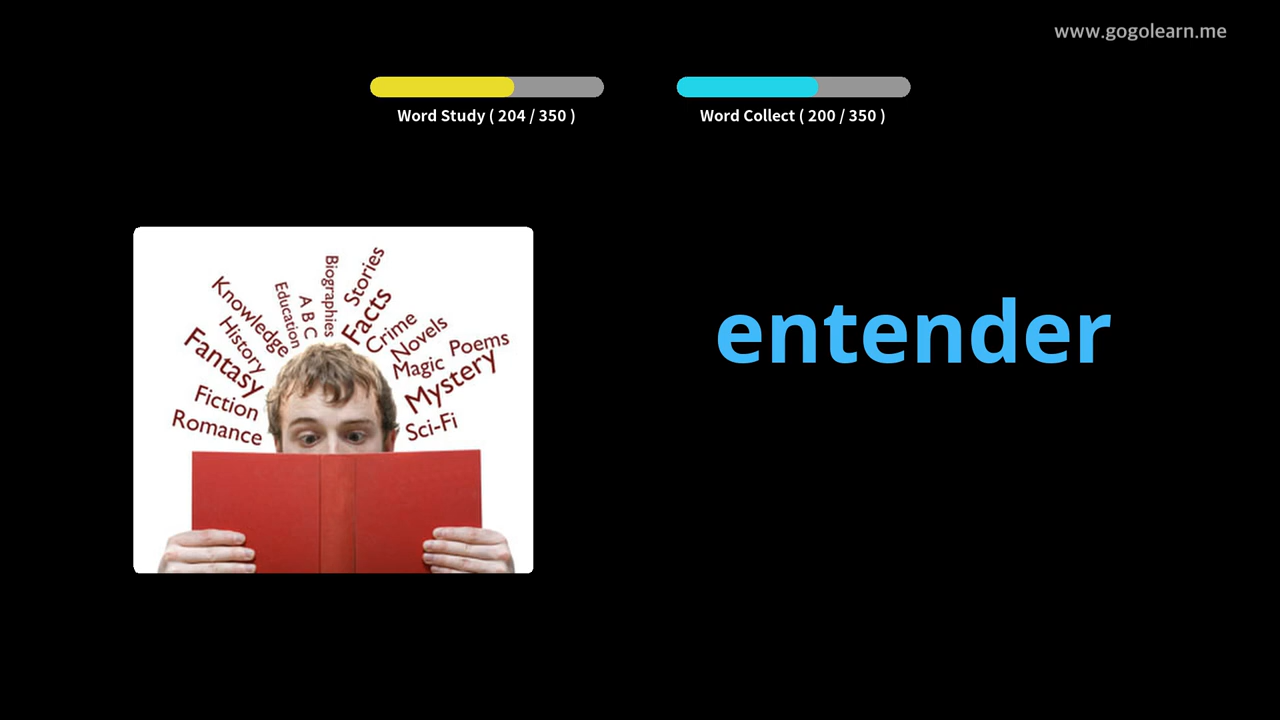 www.gogolearn.me
Word Study ( 204 / 350 )
Word Collect ( 200 / 350 )
Biographies
Stories
Knowledge
Education
A B C
Facts
Crime
Novels
History
Fantasy
Magic
Poems
Mystery
Fiction
Romance
Sci-Fi
entender